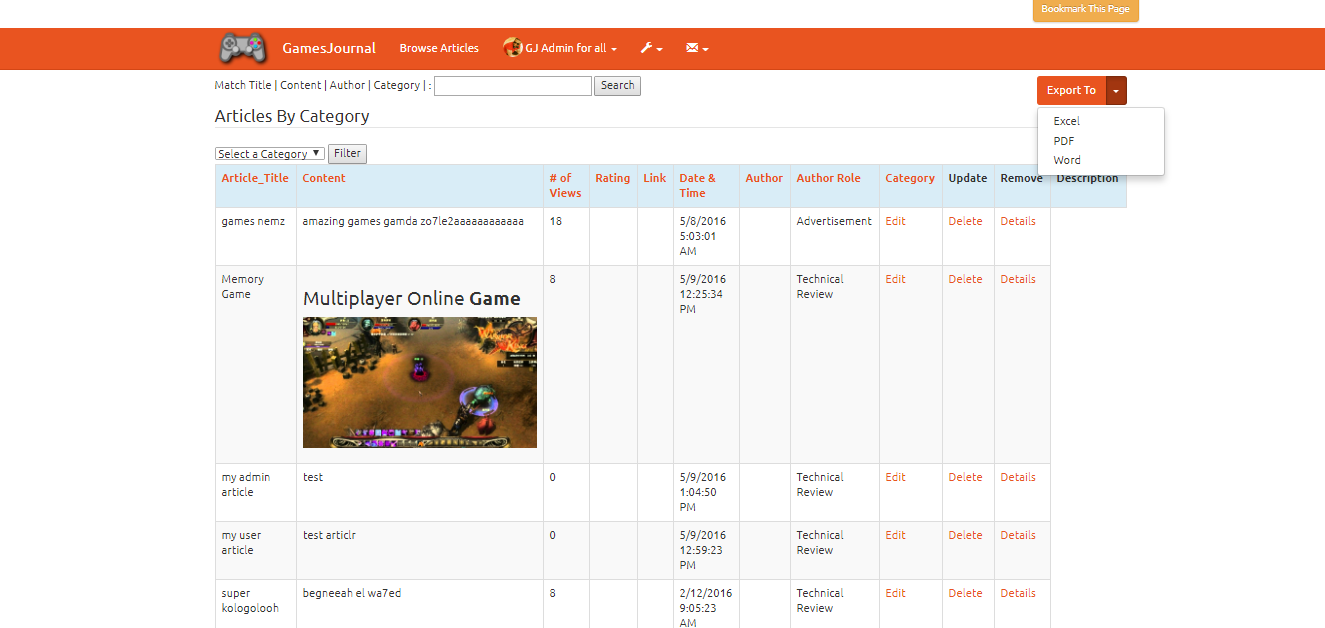 Bookmark This Page
GamesJournal Browse Articles GJ Admin for all
Match Title | Content | Author | Category | : Search
Export To
Excel
PDF
Word
Articles By Category
Select a Category Filter
Article_Title Content # of Views Rating Link Date & Time Author Author Role Category Update Remove Description
games nemz amazing games gamda zo7le2aaaaaaaaaaaa 18 5/8/2016 5:03:01 AM Advertisement Edit Delete Details
Memory Game Multiplayer Online Game 8 5/9/2016 12:25:34 PM Technical Review Edit Delete Details
my admin article test 0 5/9/2016 1:04:50 PM Technical Review Edit Delete Details
my user article test articlr 0 5/9/2016 12:59:23 PM Technical Review Edit Delete Details
super kologolooh begneeah el wa7ed 8 2/12/2016 9:05:23 AM Technical Review Edit Delete Details